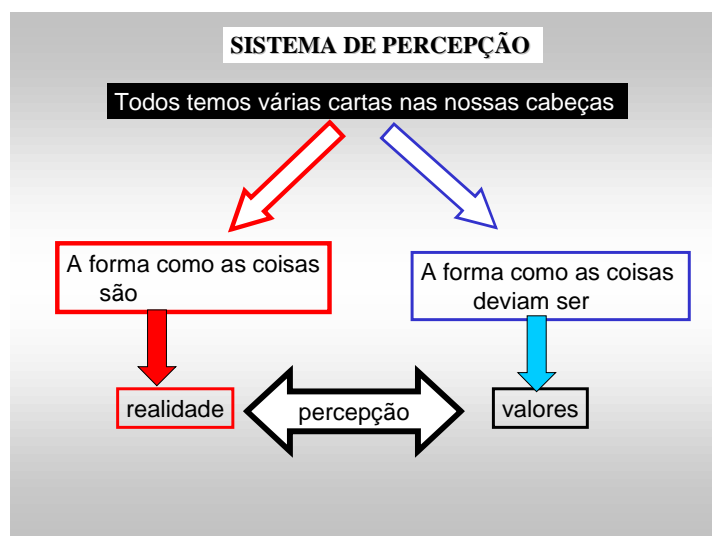 SISTEMA DE PERCEPÇÃO
Todos temos várias cartas nas nossas cabeças
A forma como as coisas
são
A forma como as coisas
deviam ser
realidade
percepção
valores